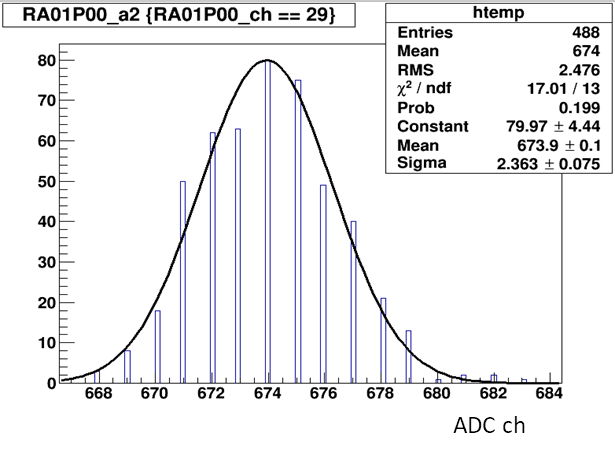 RA01P00_a2 {RA01P00_ch == 29}
htemp
Entries 488
Mean 674
RMS 2.476
χ² / ndf 17.01 / 13
Prob 0.199
Constant 79.97 ± 4.44
Mean 673.9 ± 0.1
Sigma 2.363 ± 0.075
80
70
60
50
40
30
20
10
0
668 670 672 674 676 678 680 682 684
ADC ch